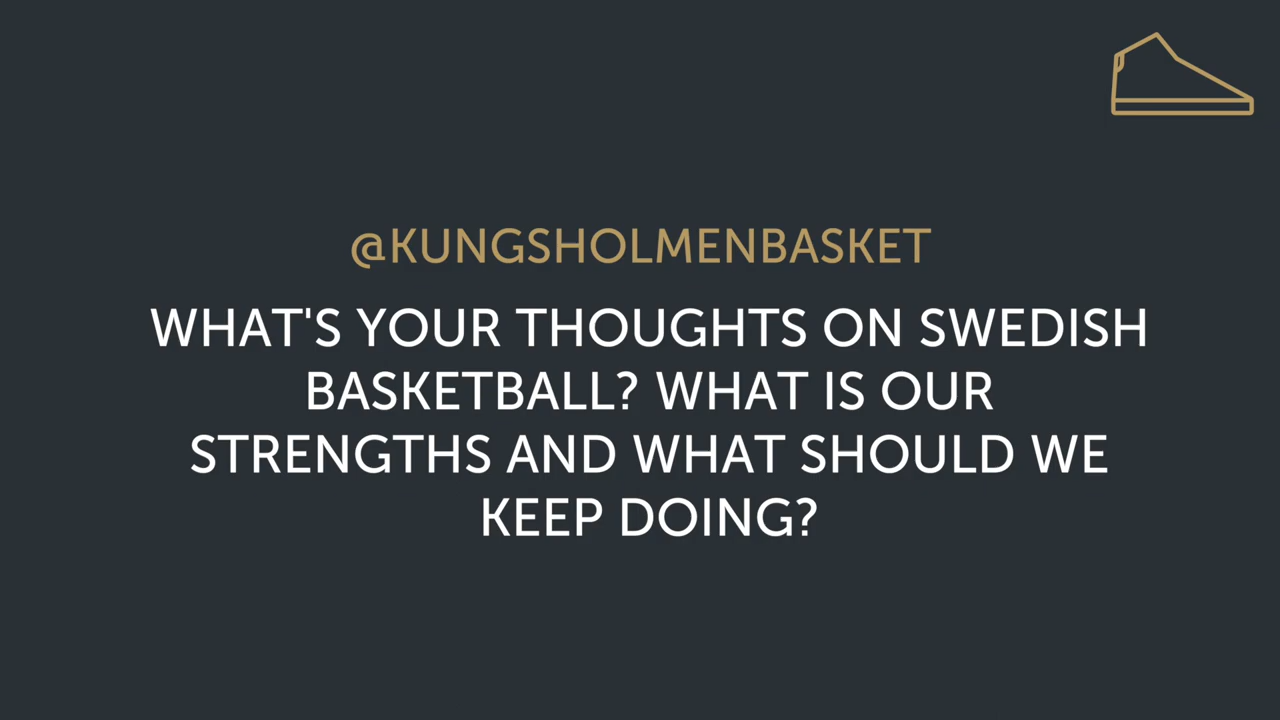 @KUNGSHOLMENBASKET
WHAT'S YOUR THOUGHTS ON SWEDISH
BASKETBALL? WHAT IS OUR
STRENGTHS AND WHAT SHOULD WE
KEEP DOING?